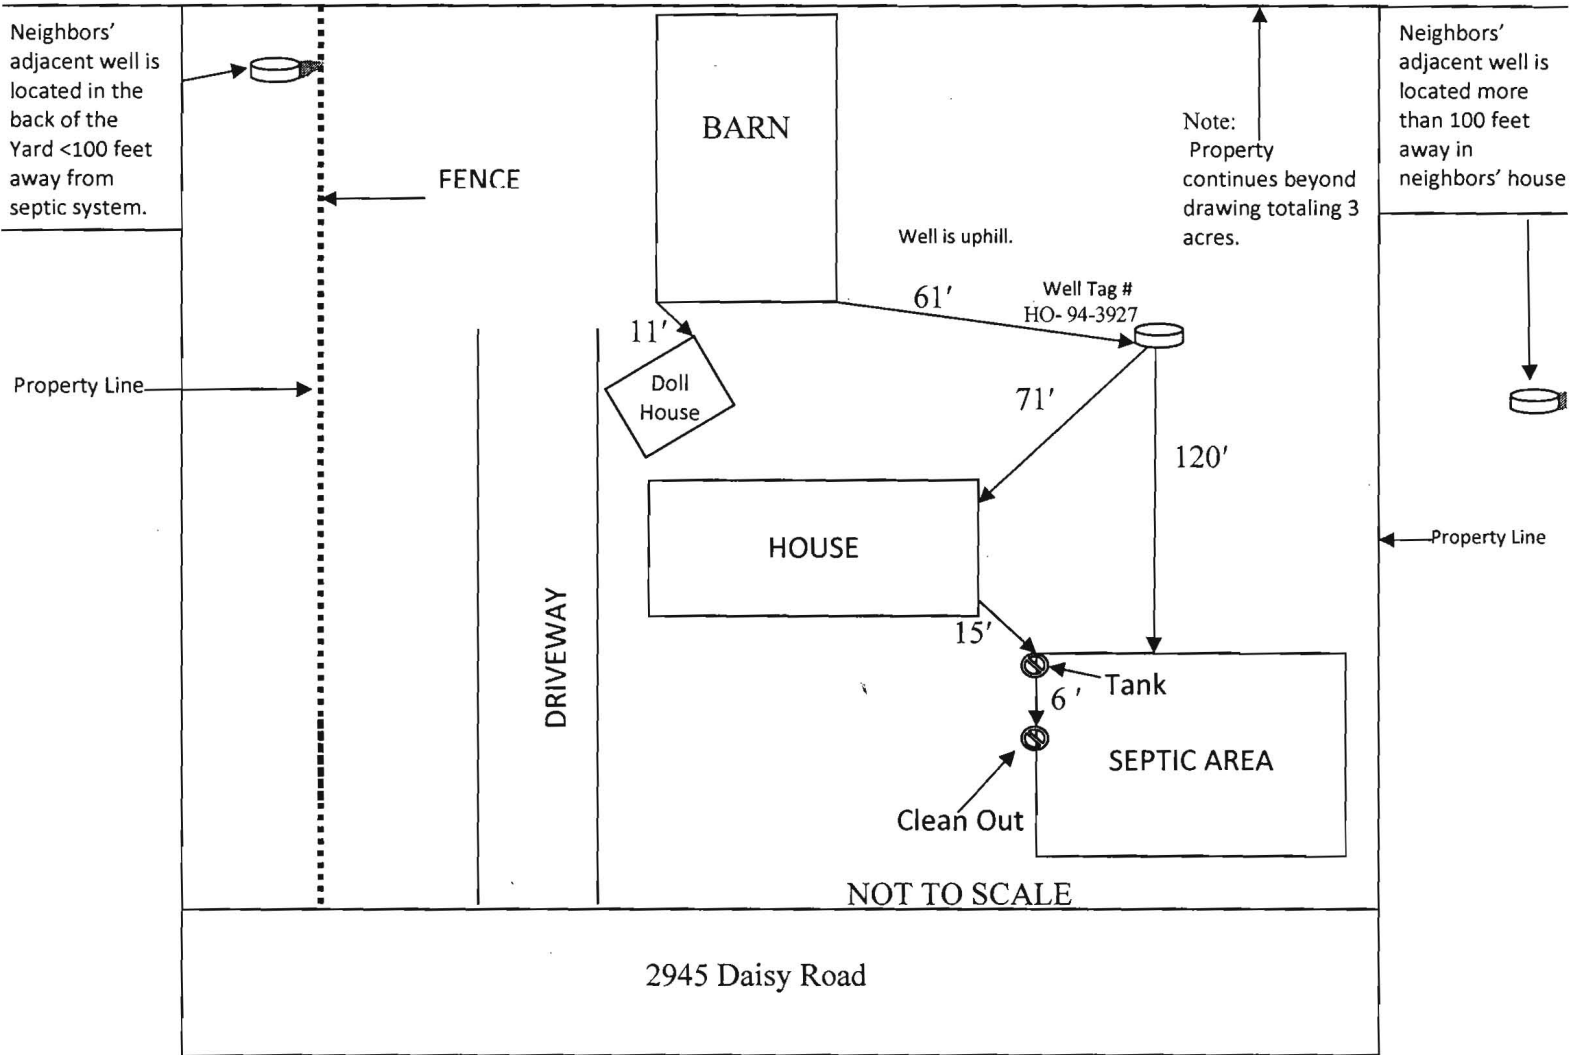 Neighbors'
adjacent well is
located in the
back of the
Yard <100 feet
away from
septic system.
FENCE
BARN
Note:
Property
continues beyond
drawing totaling 3
acres.
Neighbors'
adjacent well is
located more
than 100 feet
away in
neighbors' house
Well is uphill.
61'
Well Tag #
HO- 94-3927
11'
Property Line
Doll
House
71'
120'
HOUSE
Property Line
DRIVEWAY
15'
Tank
6 '
SEPTIC AREA
Clean Out
NOT TO SCALE
2945 Daisy Road